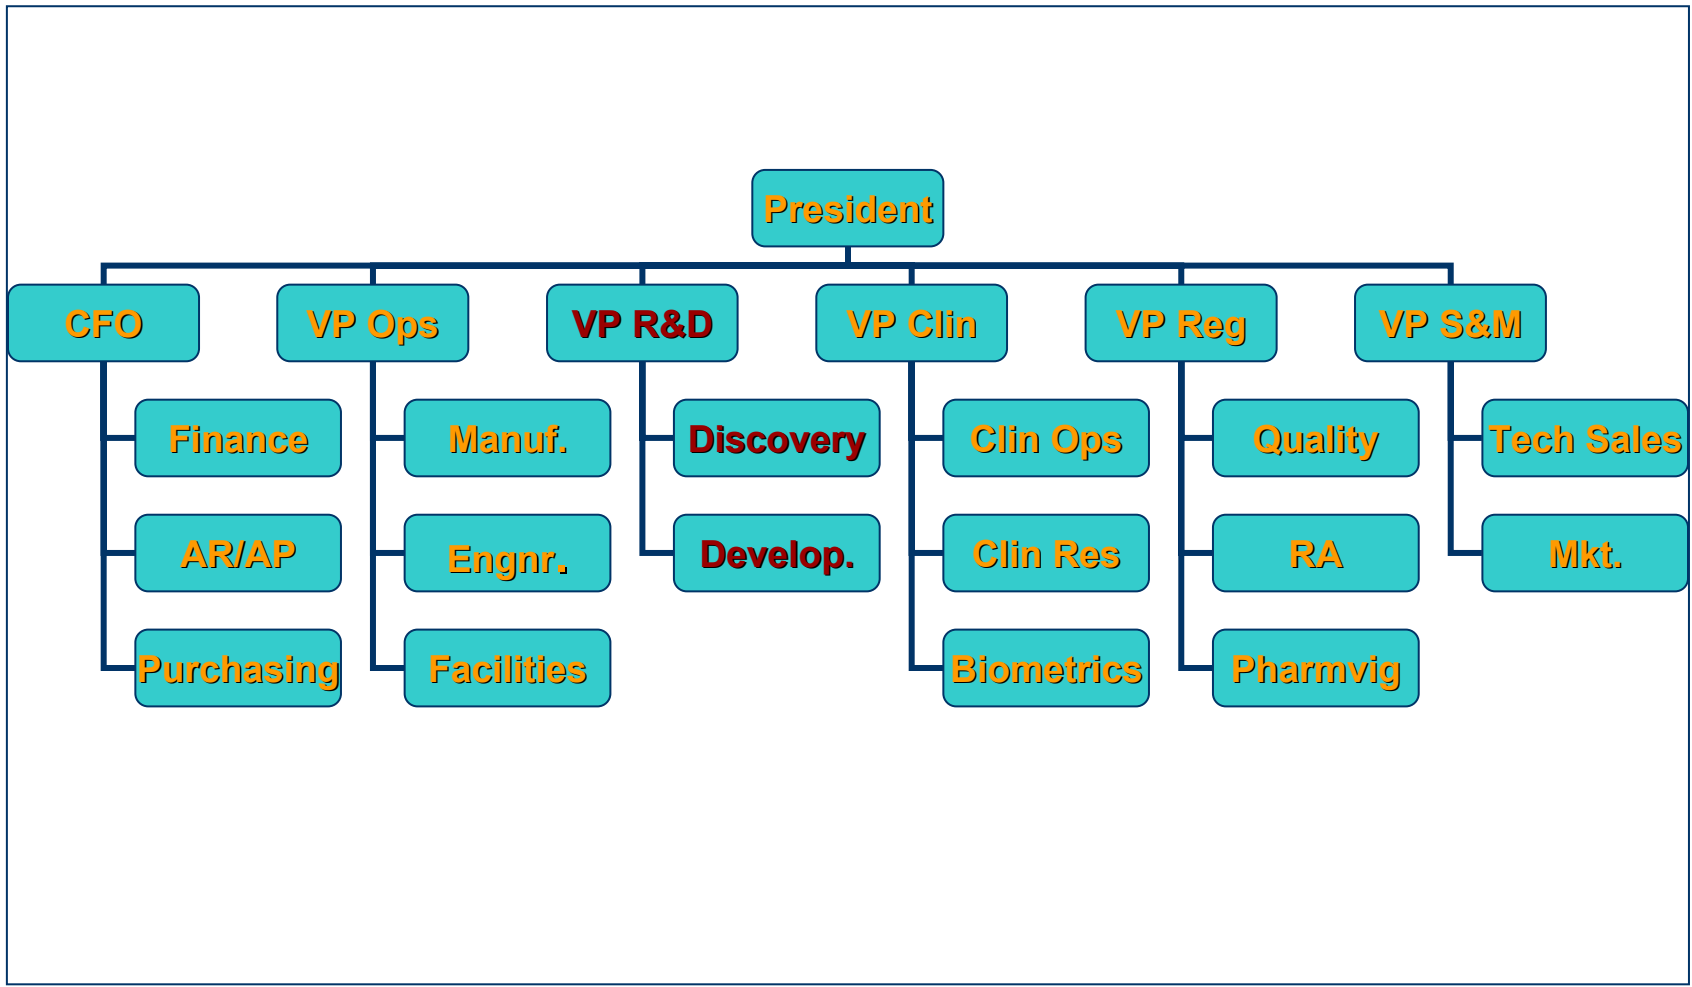 President
CFO
VP Ops
VP R&D
VP Clin
VP Reg
VP S&M
Finance
Manuf.
Discovery
Clin Ops
Quality
Tech Sales
AR/AP
Engnr.
Develop.
Clin Res
RA
Mkt.
Purchasing
Facilities
Biometrics
Pharmvig